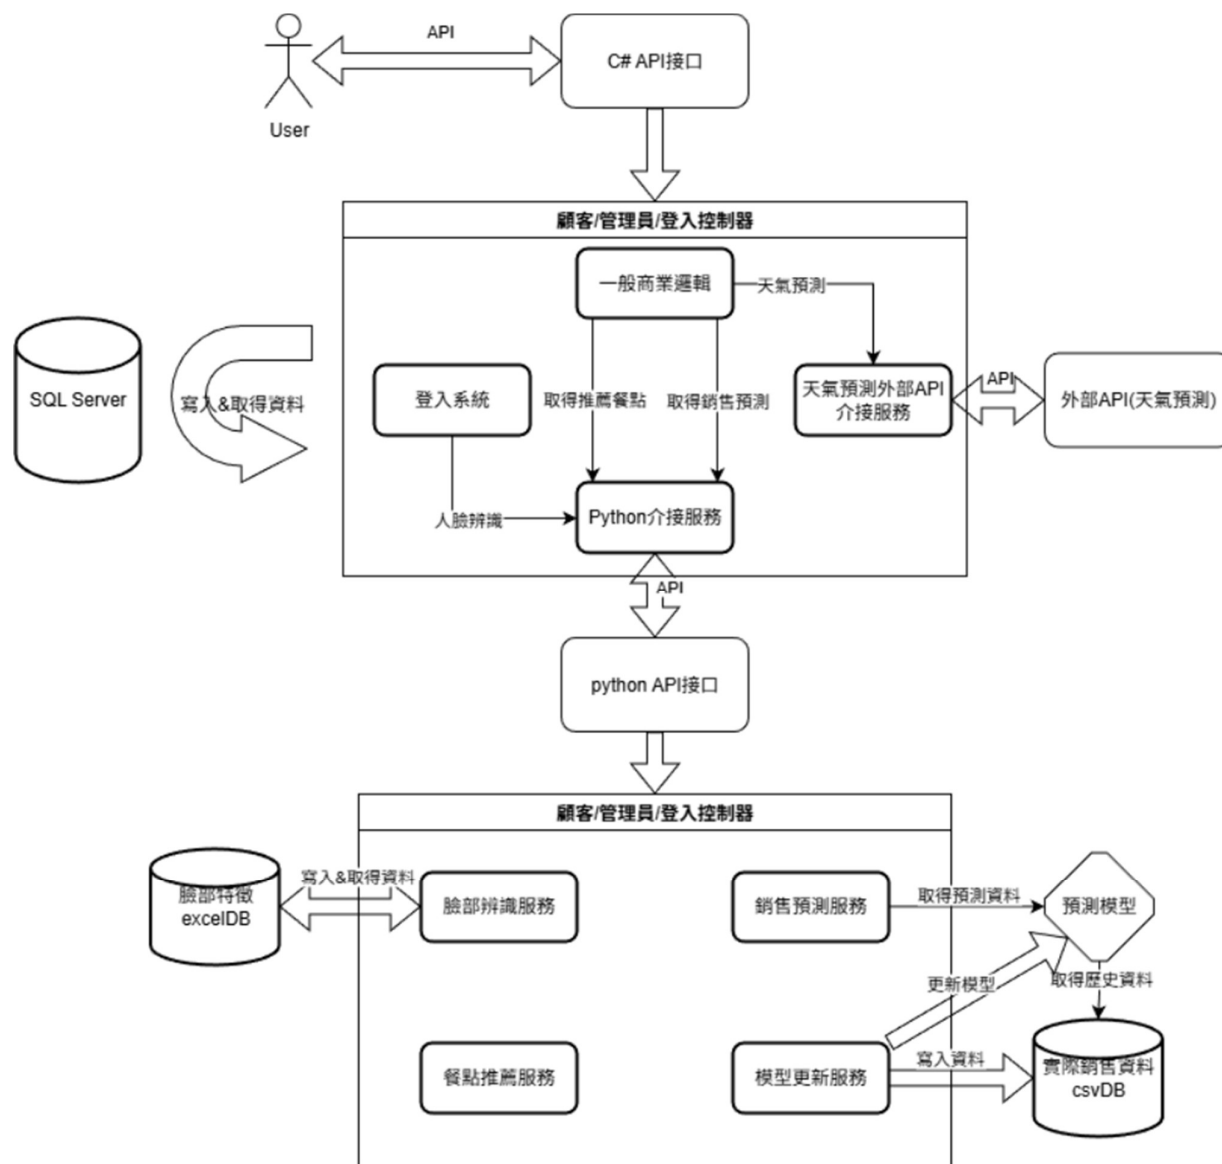 API
C# API接口
User
顧客/管理員/登入控制器
一般商業邏輯
天氣預測
SQL Server
寫入&取得資料
登入系統
取得推薦餐點
取得銷售預測
天氣預測外部API
介接服務
API
外部API(天氣預測)
人臉辨識
Python介接服務
API
python API接口
顧客/管理員/登入控制器
臉部特徵
excelDB
寫入&取得資料
臉部辨識服務
銷售預測服務
取得預測資料
預測模型
更新模型
取得歷史資料
餐點推薦服務
模型更新服務
寫入資料
實際銷售資料
csvDB